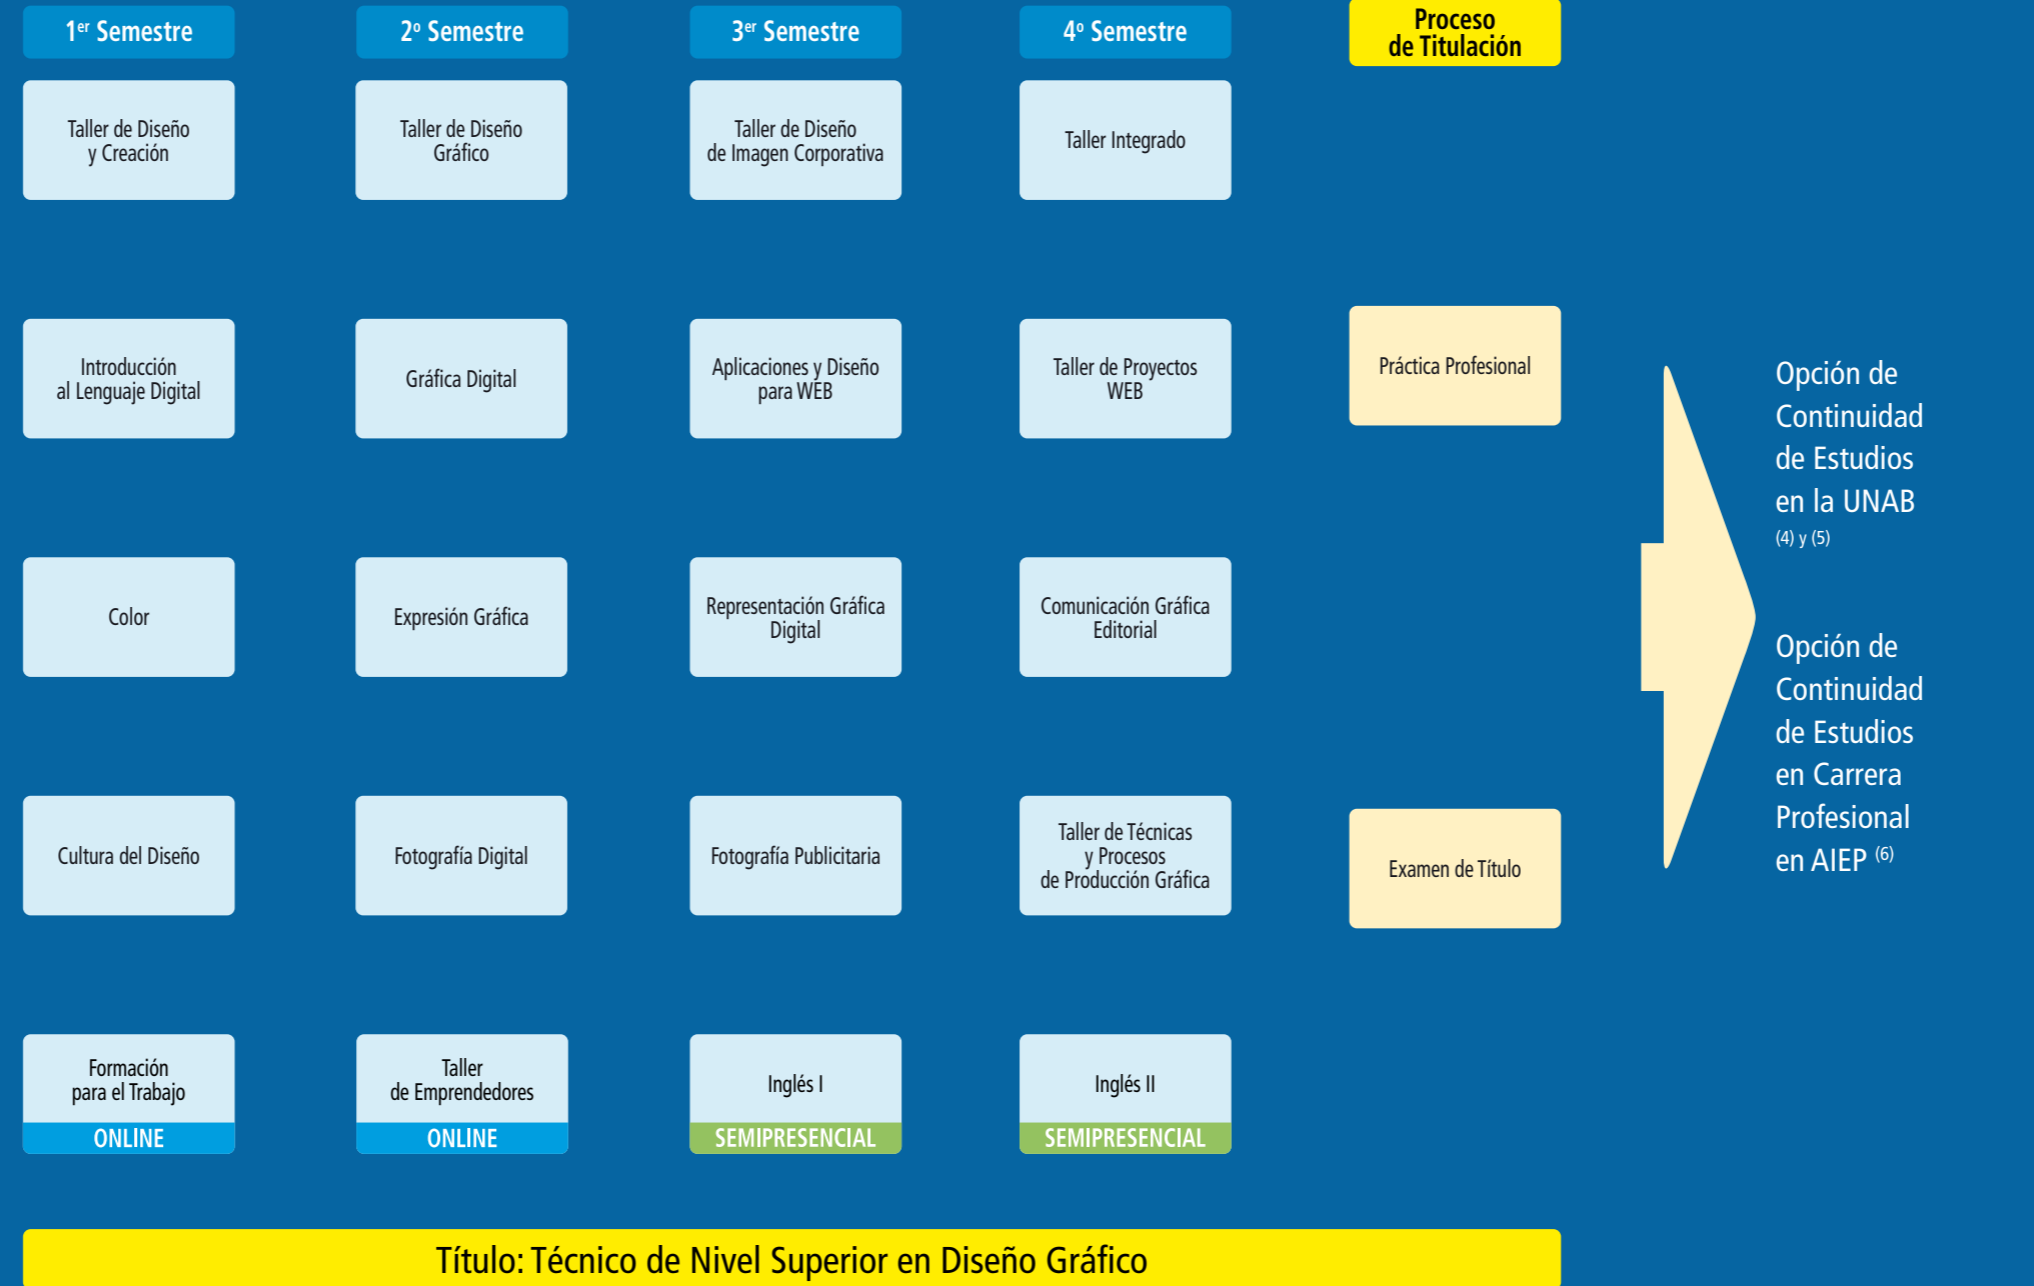 1er Semestre
Taller de Diseño
y Creación
Introducción
al Lenguaje Digital
Color
Cultura del Diseño
Formación
para el Trabajo
ONLINE
2º Semestre
Taller de Diseño
Gráfico
Gráfica Digital
Expresión Gráfica
Fotografía Digital
Taller
de Emprendedores
ONLINE
3er Semestre
Taller de Diseño
de Imagen Corporativa
Aplicaciones y Diseño
para WEB
Representación Gráfica
Digital
Fotografía Publicitaria
Inglés I
SEMIPRESENCIAL
4º Semestre
Taller Integrado
Taller de Proyectos
WEB
Comunicación Gráfica
Editorial
Taller de Técnicas
y Procesos
de Producción Gráfica
Inglés II
SEMIPRESENCIAL
Proceso
de Titulación
Práctica Profesional
Examen de Título
Opción de
Continuidad
de Estudios
en la UNAB
(4) y (5)
Opción de
Continuidad
de Estudios
en Carrera
Profesional
en AIEP (6)
Título: Técnico de Nivel Superior en Diseño Gráfico